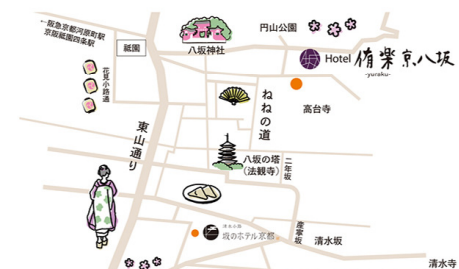 ←阪急京都河原町駅
京阪祇園四条駅
祇園
八坂神社
円山公園
Hotel 侑楽京八坂
-yuraku-
花見小路通
高台寺
ねねの道
東山通り
八坂の塔
(法観寺)
二年坂
清水小路
坂のホテル京都
産寧坂
清水坂
清水寺